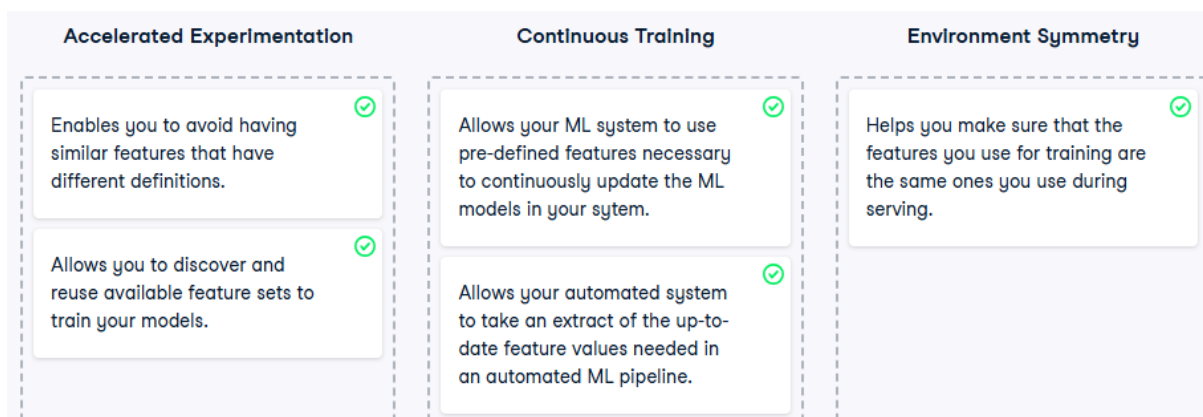 Accelerated Experimentation
Enables you to avoid having
similar features that have
different definitions.
Allows you to discover and
reuse available feature sets to
train your models.
Continuous Training
Allows your ML system to use
pre-defined features necessary
to continuously update the ML
models in your sytem.
Allows your automated system
to take an extract of the up-to-
date feature values needed in
an automated ML pipeline.
Environment Symmetry
Helps you make sure that the
features you use for training are
the same ones you use during
serving.